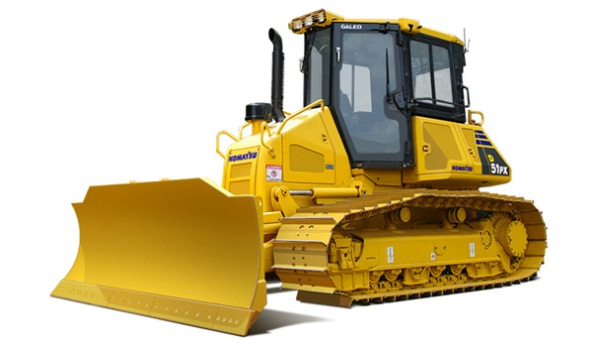 GALEO
KOMATSU
KOMATSU
D
51PX